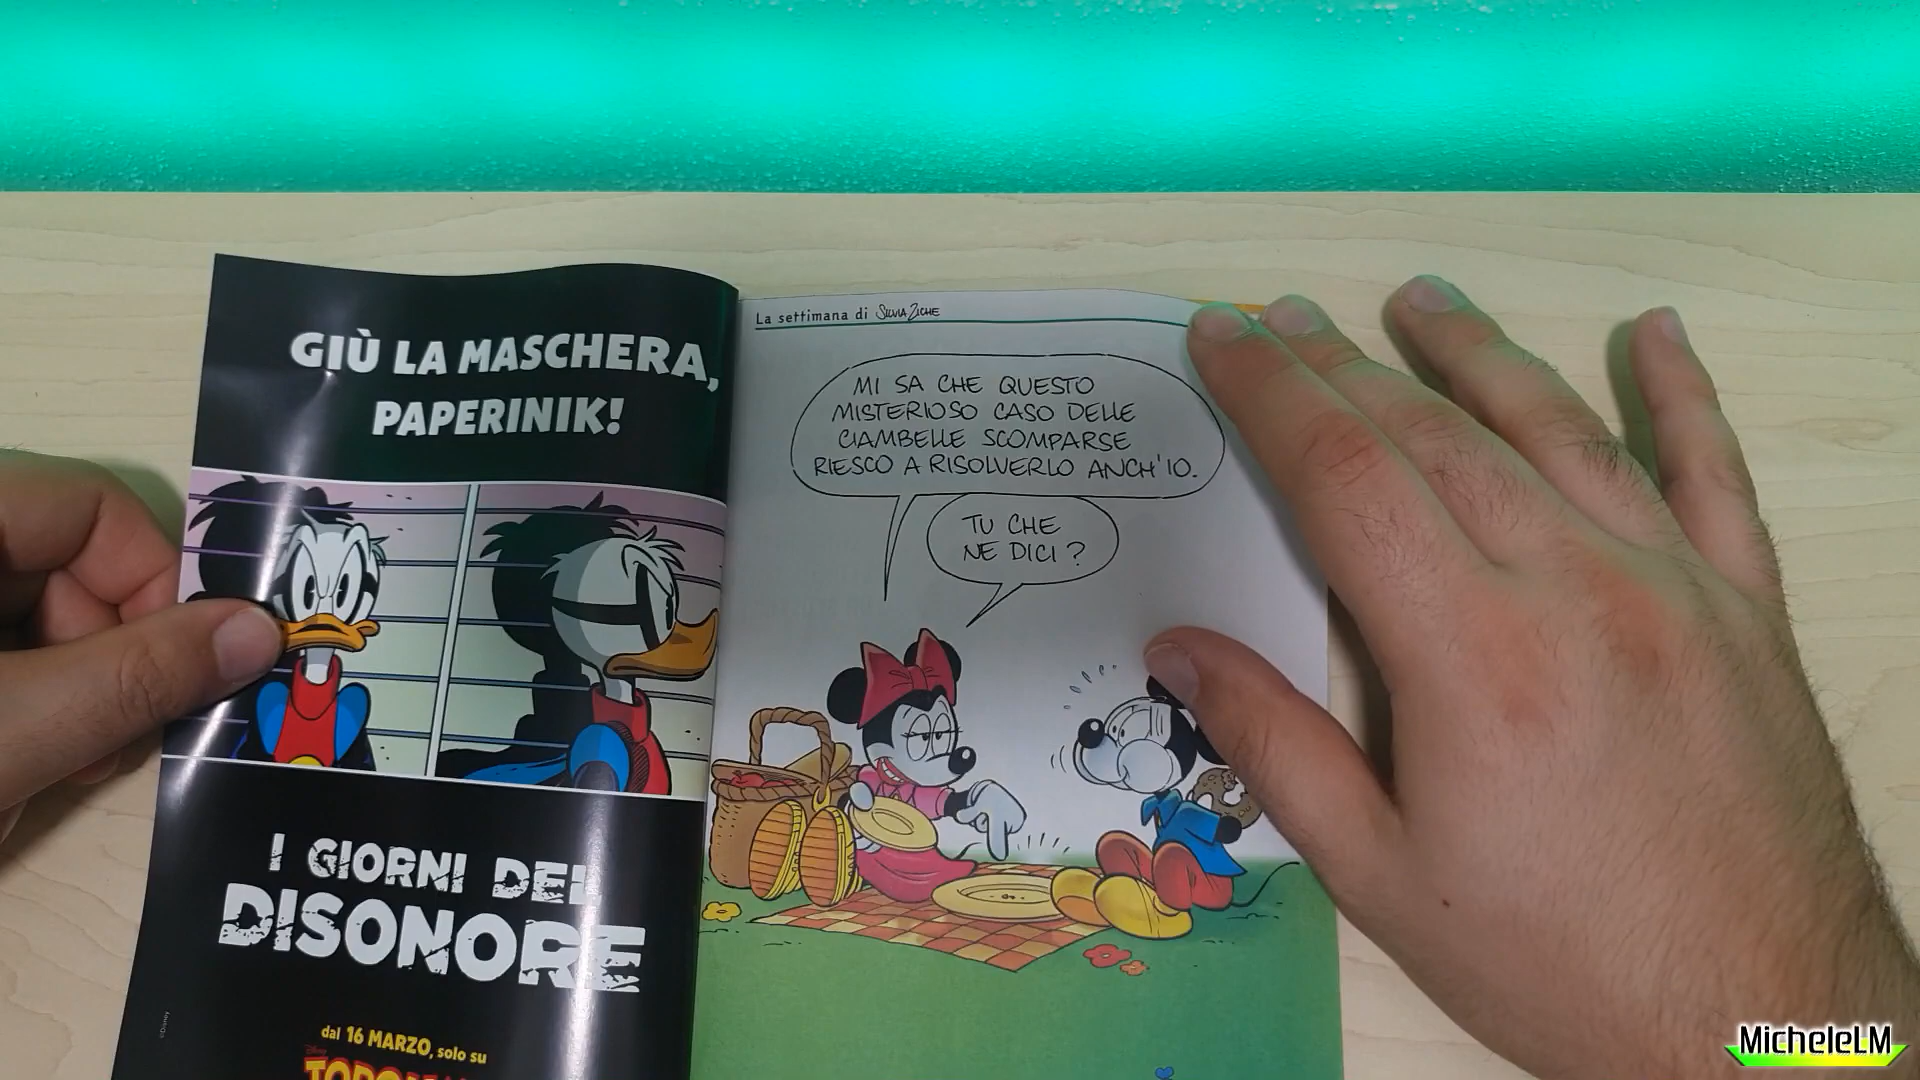 GIÙ LA MASCHERA,
PAPERINIK!
I GIORNI DEL
DISONORE
dal 16 MARZO, solo su
©Disney
La settimana di SILVIA ZICHE
MI SA CHE QUESTO
MISTERIOSO CASO DELLE
CIAMBELLE SCOMPARSE
RIESCO A RISOLVERLO ANCH'IO.
TU CHE
NE DICI?
MicheleLM